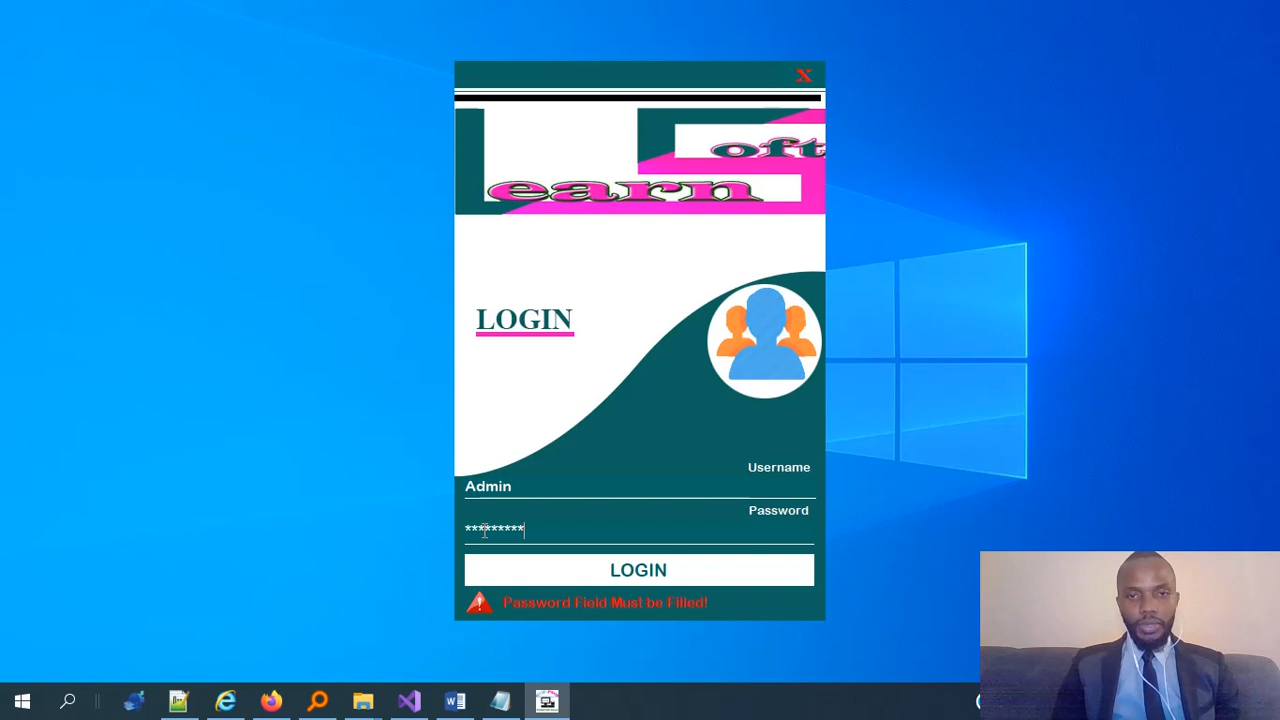 X
oft
earn
LOGIN
Username
Admin
Password
*********
LOGIN
Password Field Must be Filled!